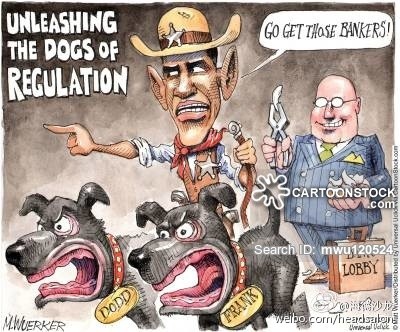 UNLEASHING
THE DOGS OF
REGULATION
GO GET THOSE BANKERS!
CARTOONSTOCK
.com
Search ID: mwu120524
LOBBY
DODD
FRANK
M.WUERKER
weibo.com/headsalon